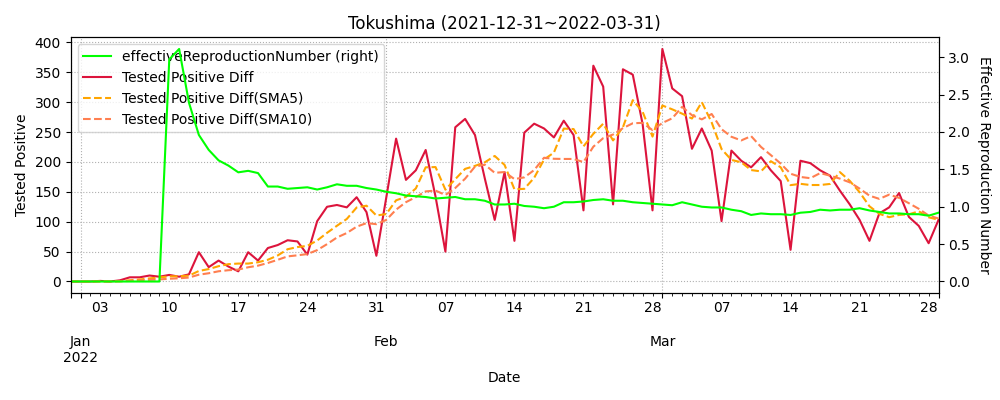 Tokushima (2021-12-31~2022-03-31)
effectiveReproductionNumber (right)
Tested Positive Diff
Tested Positive Diff(SMA5)
Tested Positive Diff(SMA10)
Tested Positive
400
350
300
250
200
150
100
50
0
Effective Reproduction Number
3.0
2.5
2.0
1.5
1.0
0.5
0.0
03 10 17 24 31 07 14 21 28 07 14 21 28
Jan Feb Mar
2022
Date